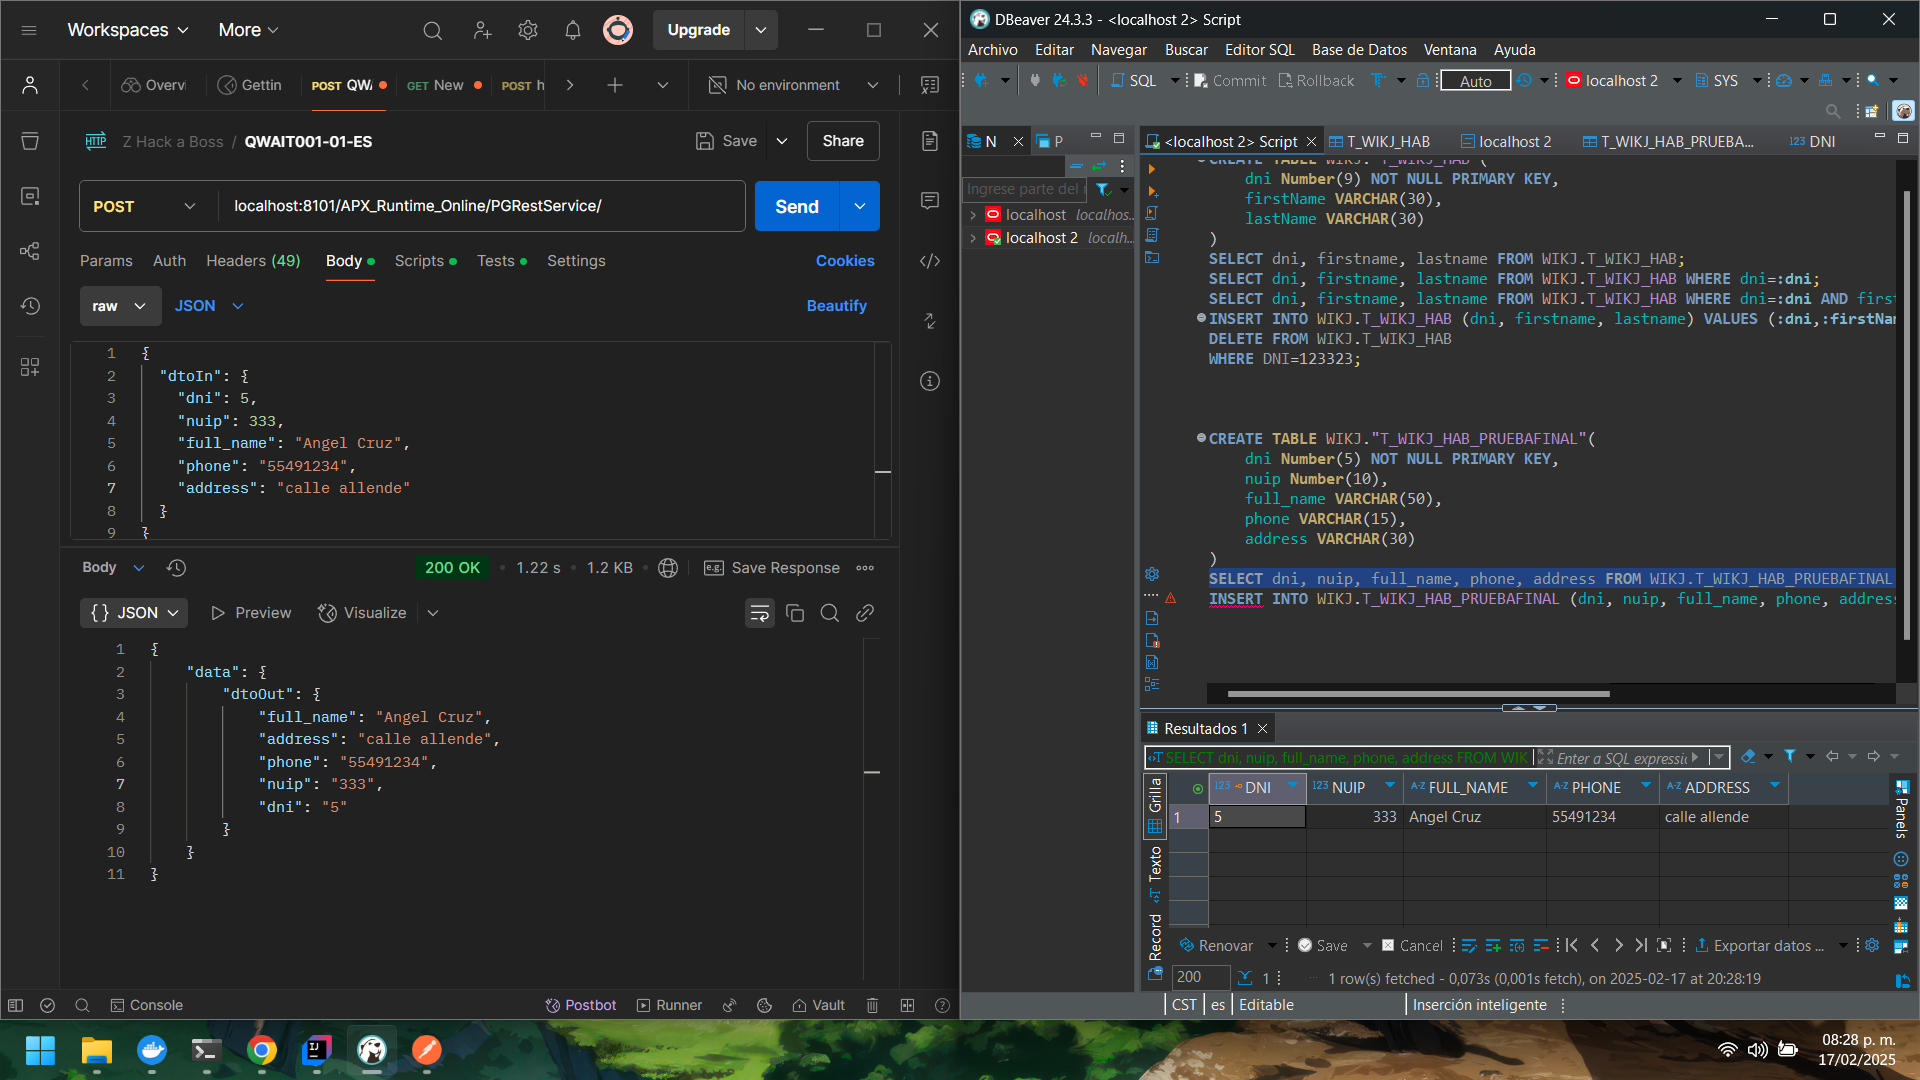 Workspaces
More
Upgrade
Overvi
Gettin
POST QWA
GET New
POST h
No environment
HTTP
Z Hack a Boss / QWAIT001-01-ES
Save
Share
POST
localhost:8101/APX_Runtime_Online/PGRestService/
Send
Params
Auth
Headers (49)
Body
Scripts
Tests
Settings
Cookies
raw
JSON
Beautify
1 {
2 "dtoIn": {
3 "dni": 5,
4 "nuip": 333,
5 "full_name": "Angel Cruz",
6 "phone": "55491234",
7 "address": "calle allende"
8 }
9 }
Body
200 OK
1.22 s
1.2 KB
e.g.
Save Response
{} JSON
Preview
Visualize
1 {
2 "data": {
3 "dtoOut": {
4 "full_name": "Angel Cruz",
5 "address": "calle allende",
6 "phone": "55491234",
7 "nuip": "333",
8 "dni": "5"
9 }
10 }
11 }
Console
Postbot
Runner
Vault
DBeaver 24.3.3 - <localhost 2> Script
Archivo
Editar
Navegar
Buscar
Editor SQL
Base de Datos
Ventana
Ayuda
SQL
Commit
Rollback
Auto
localhost 2
SYS
N
P
<localhost 2> Script
T_WIKJ_HAB
localhost 2
T_WIKJ_HAB_PRUEBA...
123 DNI
Ingrese parte del
localhost localhos...
localhost 2 localh...
CREATE TABLE WIKJ."T_WIKJ_HAB"(
dni Number(9) NOT NULL PRIMARY KEY,
firstName VARCHAR(30),
lastName VARCHAR(30)
)
SELECT dni, firstname, lastname FROM WIKJ.T_WIKJ_HAB;
SELECT dni, firstname, lastname FROM WIKJ.T_WIKJ_HAB WHERE dni=:dni;
SELECT dni, firstname, lastname FROM WIKJ.T_WIKJ_HAB WHERE dni=:dni AND first
INSERT INTO WIKJ.T_WIKJ_HAB (dni, firstname, lastname) VALUES (:dni,:firstNam
DELETE FROM WIKJ.T_WIKJ_HAB
WHERE DNI=123323;
CREATE TABLE WIKJ."T_WIKJ_HAB_PRUEBAFINAL"(
dni Number(5) NOT NULL PRIMARY KEY,
nuip Number(10),
full_name VARCHAR(50),
phone VARCHAR(15),
address VARCHAR(30)
)
SELECT dni, nuip, full_name, phone, address FROM WIKJ.T_WIKJ_HAB_PRUEBAFINAL
INSERT INTO WIKJ.T_WIKJ_HAB_PRUEBAFINAL (dni, nuip, full_name, phone, address
Resultados 1
SELECT dni, nuip, full_name, phone, address FROM WIK
Enter a SQL expressic
Grilla
Texto
Record
123 DNI
123 NUIP
A-Z FULL_NAME
A-Z PHONE
A-Z ADDRESS
1 5 333 Angel Cruz 55491234 calle allende
Panels
Renovar
Save
Cancel
Exportar datos ...
200
1
1 row(s) fetched - 0,073s (0,001s fetch), on 2025-02-17 at 20:28:19
CST
es
Editable
Inserción inteligente
08:28 p. m.
17/02/2025